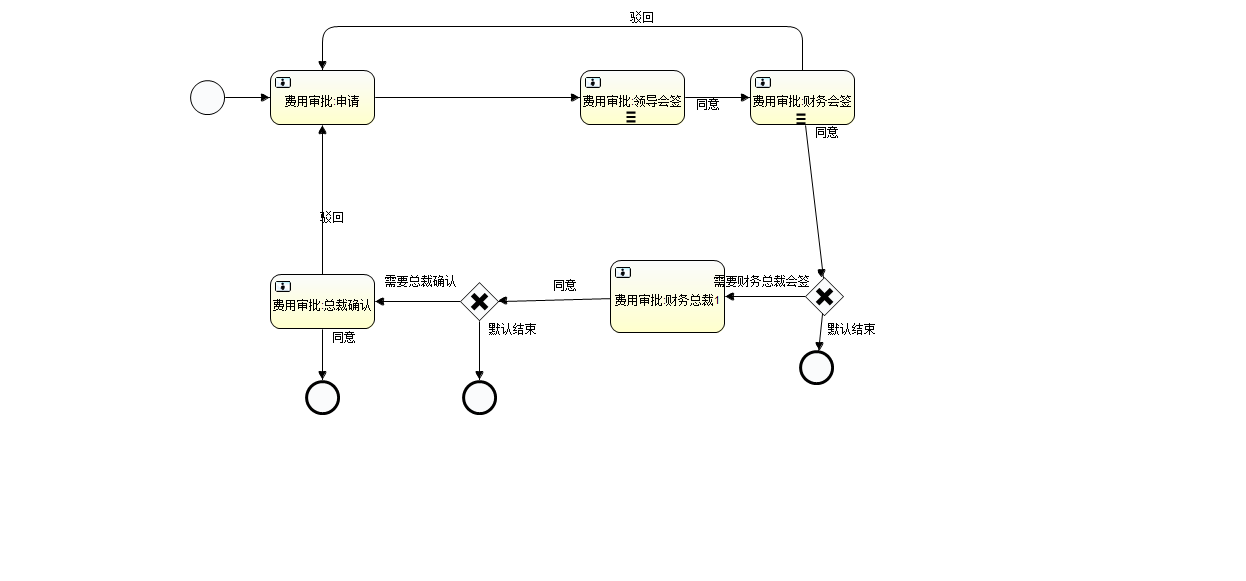 驳回
费用审批:申请
费用审批:领导会签
同意
费用审批:财务会签
同意
驳回
需要总裁确认
同意
需要财务总裁会签
费用审批:总裁确认
费用审批:财务总裁1
同意
默认结束
默认结束